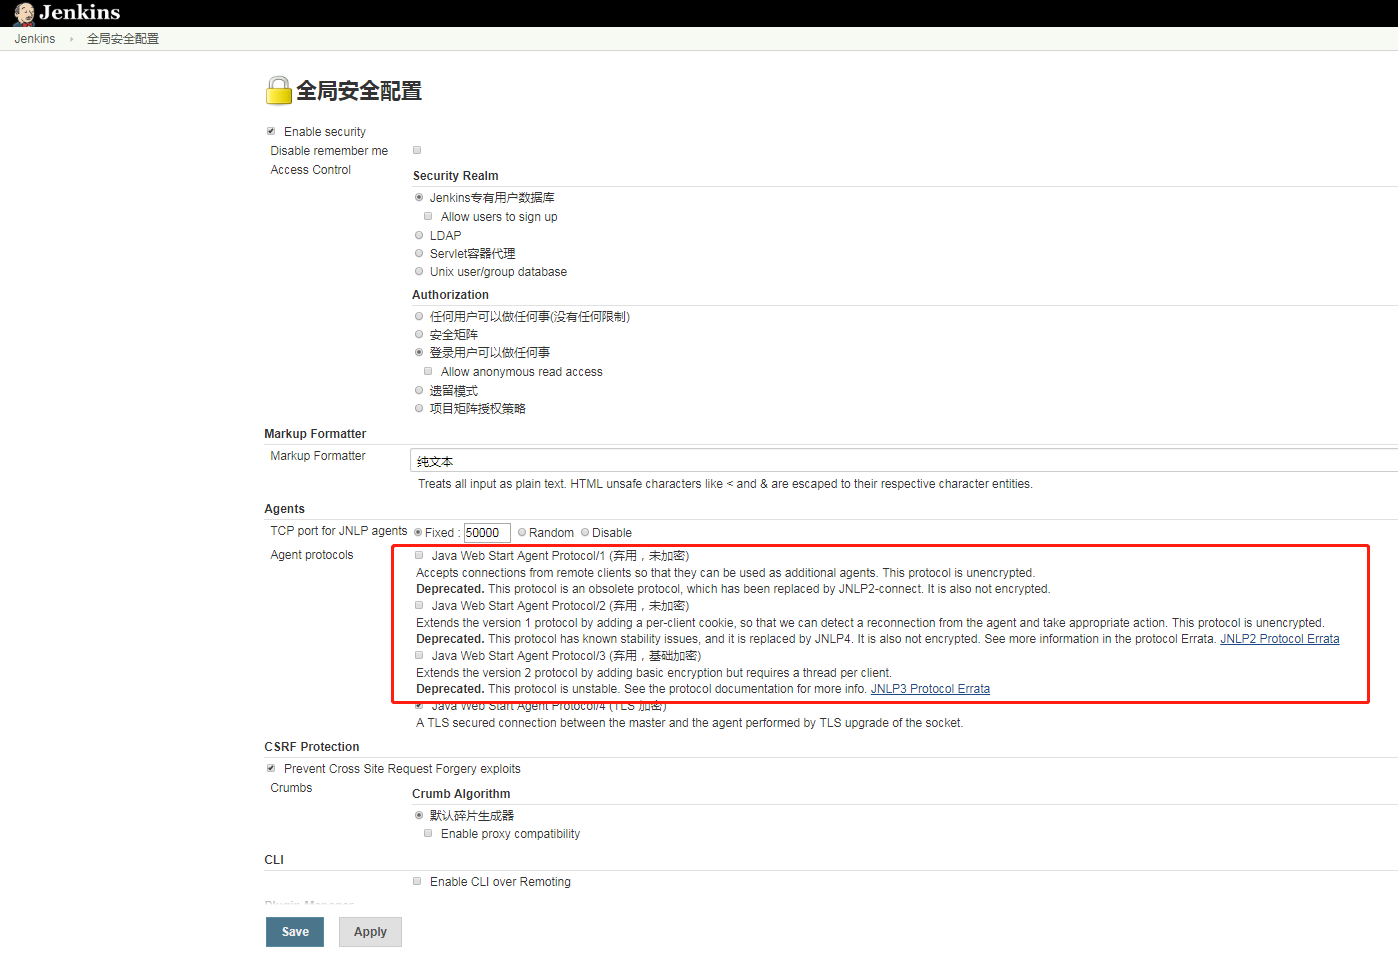 Jenkins
Jenkins 全局安全配置
全局安全配置
Enable security
Disable remember me
Access Control
Security Realm
Jenkins专有用户数据库
Allow users to sign up
LDAP
Servlet容器代理
Unix user/group database
Authorization
任何用户可以做任何事(没有任何限制)
安全矩阵
登录用户可以做任何事
Allow anonymous read access
遗留模式
项目矩阵授权策略
Markup Formatter
Markup Formatter 纯文本
Treats all input as plain text. HTML unsafe characters like < and & are escaped to their respective character entities.
Agents
TCP port for JNLP agents Fixed : 50000 Random Disable
Agent protocols Java Web Start Agent Protocol/1 (弃用，未加密)
Accepts connections from remote clients so that they can be used as additional agents. This protocol is unencrypted.
Deprecated. This protocol is an obsolete protocol, which has been replaced by JNLP2-connect. It is also not encrypted.
Java Web Start Agent Protocol/2 (弃用，未加密)
Extends the version 1 protocol by adding a per-client cookie, so that we can detect a reconnection from the agent and take appropriate action. This protocol is unencrypted.
Deprecated. This protocol has known stability issues, and it is replaced by JNLP4. It is also not encrypted. See more information in the protocol Errata. JNLP2 Protocol Errata
Java Web Start Agent Protocol/3 (弃用，基础加密)
Extends the version 2 protocol by adding basic encryption but requires a thread per client.
Deprecated. This protocol is unstable. See the protocol documentation for more info. JNLP3 Protocol Errata
Java Web Start Agent Protocol/4 (TLS 加密)
A TLS secured connection between the master and the agent performed by TLS upgrade of the socket.
CSRF Protection
Prevent Cross Site Request Forgery exploits
Crumbs
Crumb Algorithm
默认碎片生成器
Enable proxy compatibility
CLI
Enable CLI over Remoting
Plugin Manager
Save Apply